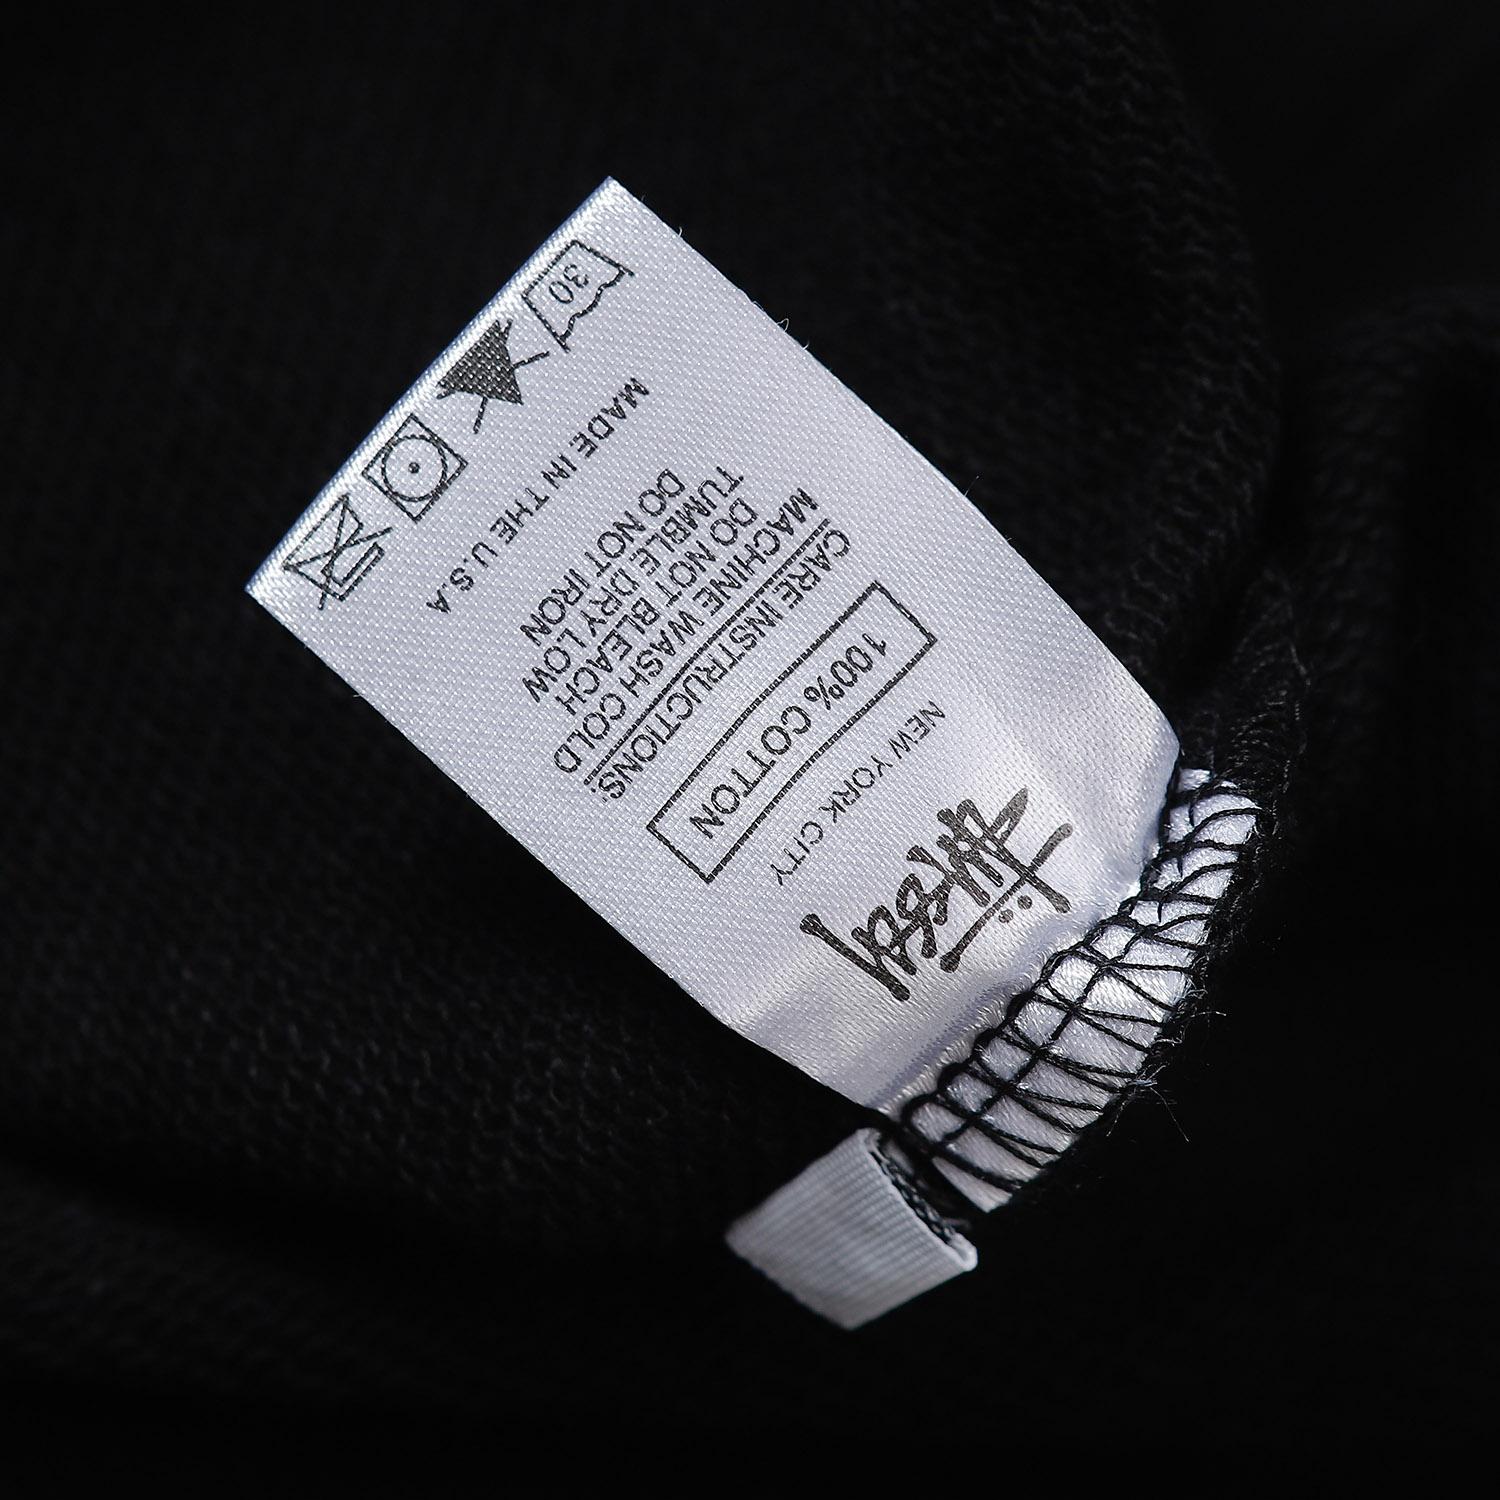 Stüssy
NEW YORK CITY
100% COTTON
CARE INSTRUCTIONS:
MACHINE WASH COLD
DO NOT BLEACH
TUMBLE DRY LOW
DO NOT IRON
MADE IN THE U.S.A
30